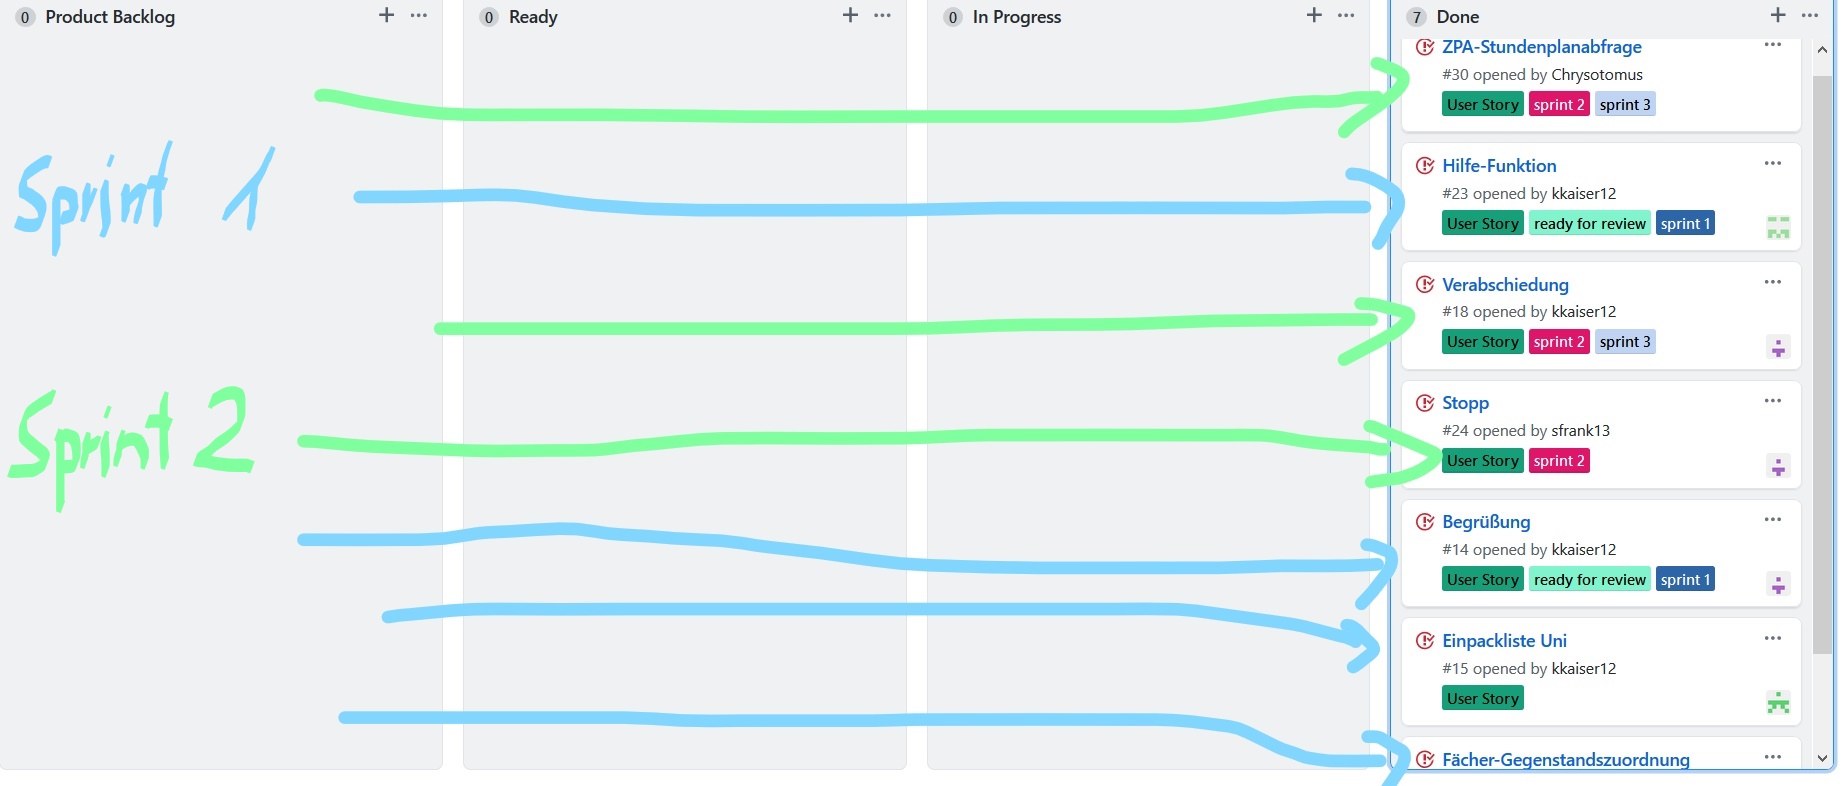 0 Product Backlog
0 Ready
0 In Progress
7 Done
Sprint 1
Sprint 2
ZPA-Stundenplanabfrage
#30 opened by Chrysotomus
User Story sprint 2 sprint 3
Hilfe-Funktion
#23 opened by kkaiser12
User Story ready for review sprint 1
Verabschiedung
#18 opened by kkaiser12
User Story sprint 2 sprint 3
Stopp
#24 opened by sfrank13
User Story sprint 2
Begrüßung
#14 opened by kkaiser12
User Story ready for review sprint 1
Einpackliste Uni
#15 opened by kkaiser12
User Story
Fächer-Gegenstandszuordnung